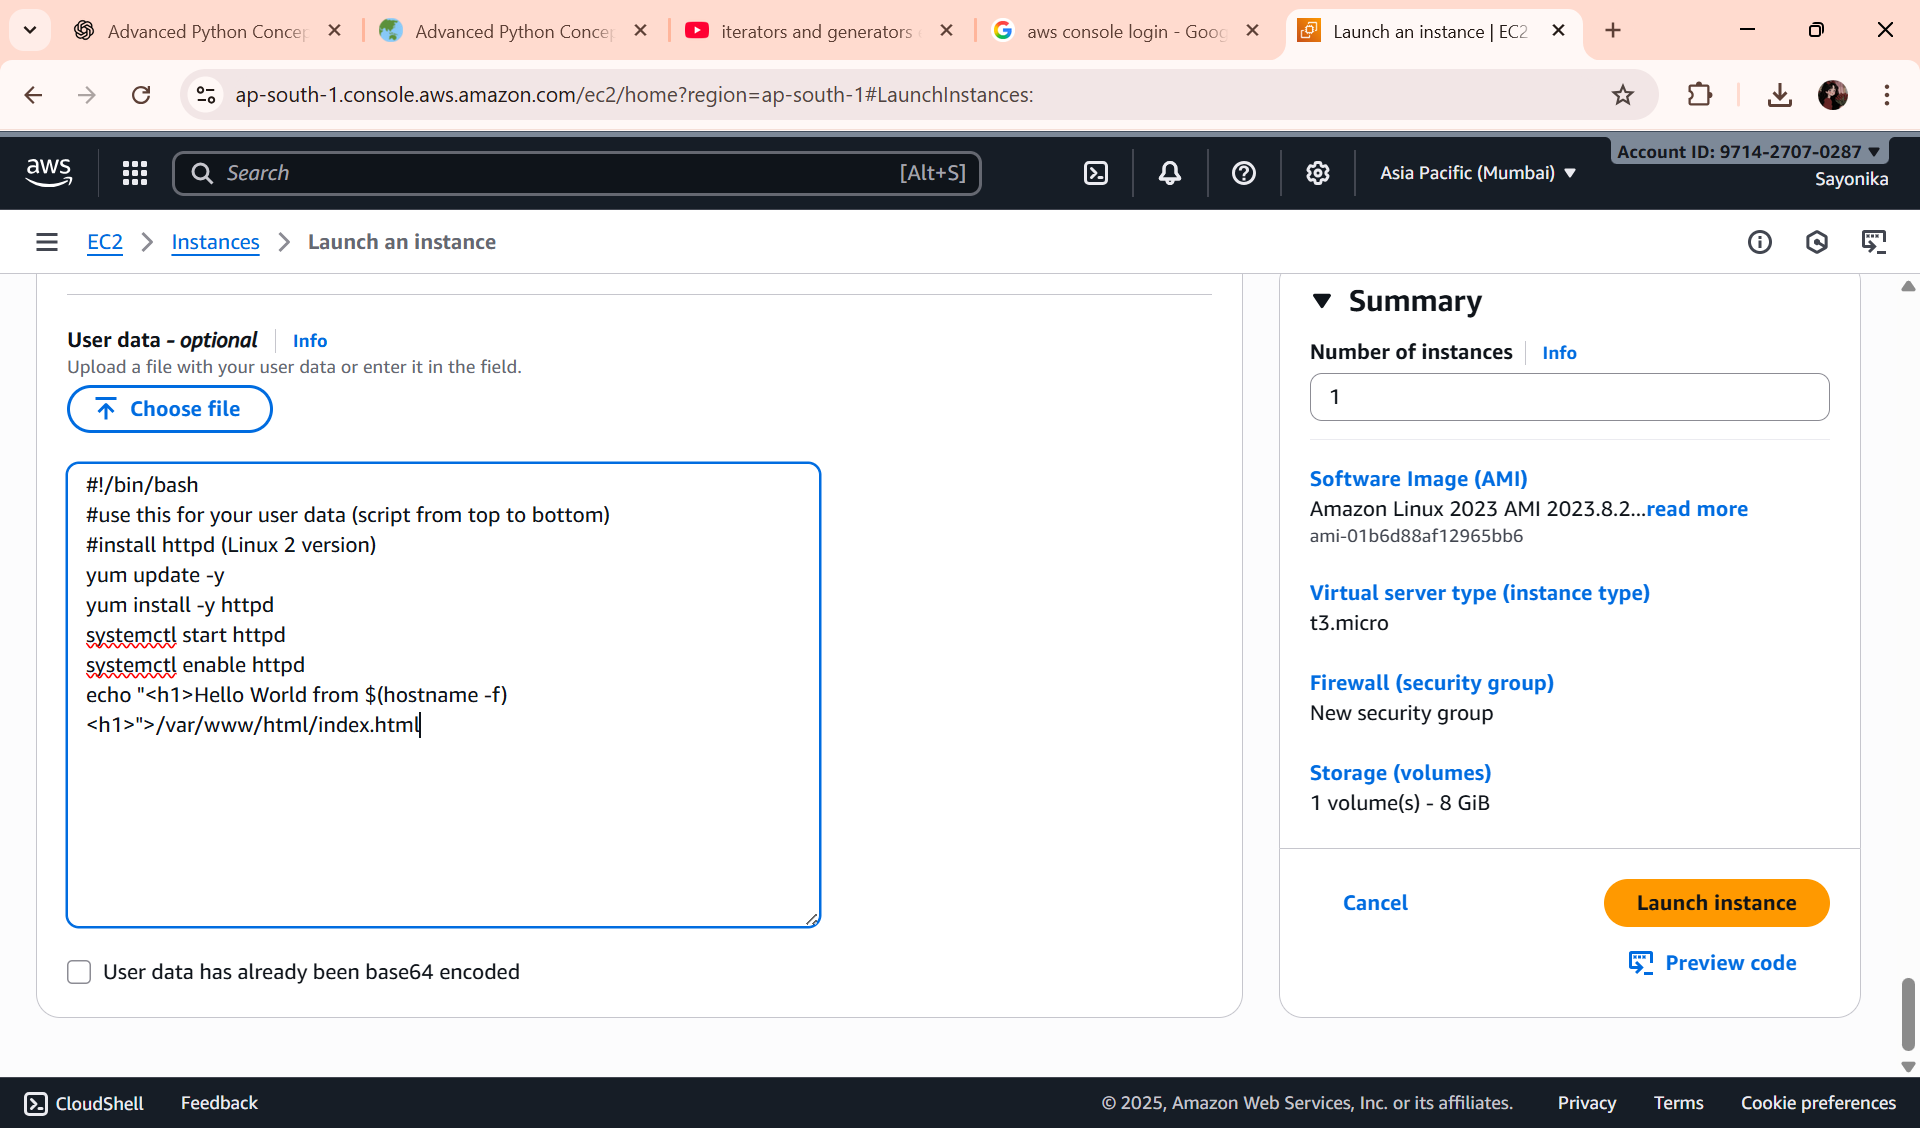 Advanced Python Concep
Advanced Python Concep
iterators and generators
aws console login - Goog
Launch an instance | EC2
ap-south-1.console.aws.amazon.com/ec2/home?region=ap-south-1#LaunchInstances:
aws
Search
[Alt+S]
Asia Pacific (Mumbai)
Account ID: 9714-2707-0287
Sayonika
EC2
Instances
Launch an instance
User data - optional
Info
Upload a file with your user data or enter it in the field.
Choose file
#!/bin/bash
#use this for your user data (script from top to bottom)
#install httpd (Linux 2 version)
yum update -y
yum install -y httpd
systemctl start httpd
systemctl enable httpd
echo "<h1>Hello World from $(hostname -f)
<h1>">/var/www/html/index.html
User data has already been base64 encoded
Summary
Number of instances
Info
1
Software Image (AMI)
Amazon Linux 2023 AMI 2023.8.2...read more
ami-01b6d88af12965bb6
Virtual server type (instance type)
t3.micro
Firewall (security group)
New security group
Storage (volumes)
1 volume(s) - 8 GiB
Cancel
Launch instance
Preview code
CloudShell
Feedback
© 2025, Amazon Web Services, Inc. or its affiliates.
Privacy
Terms
Cookie preferences